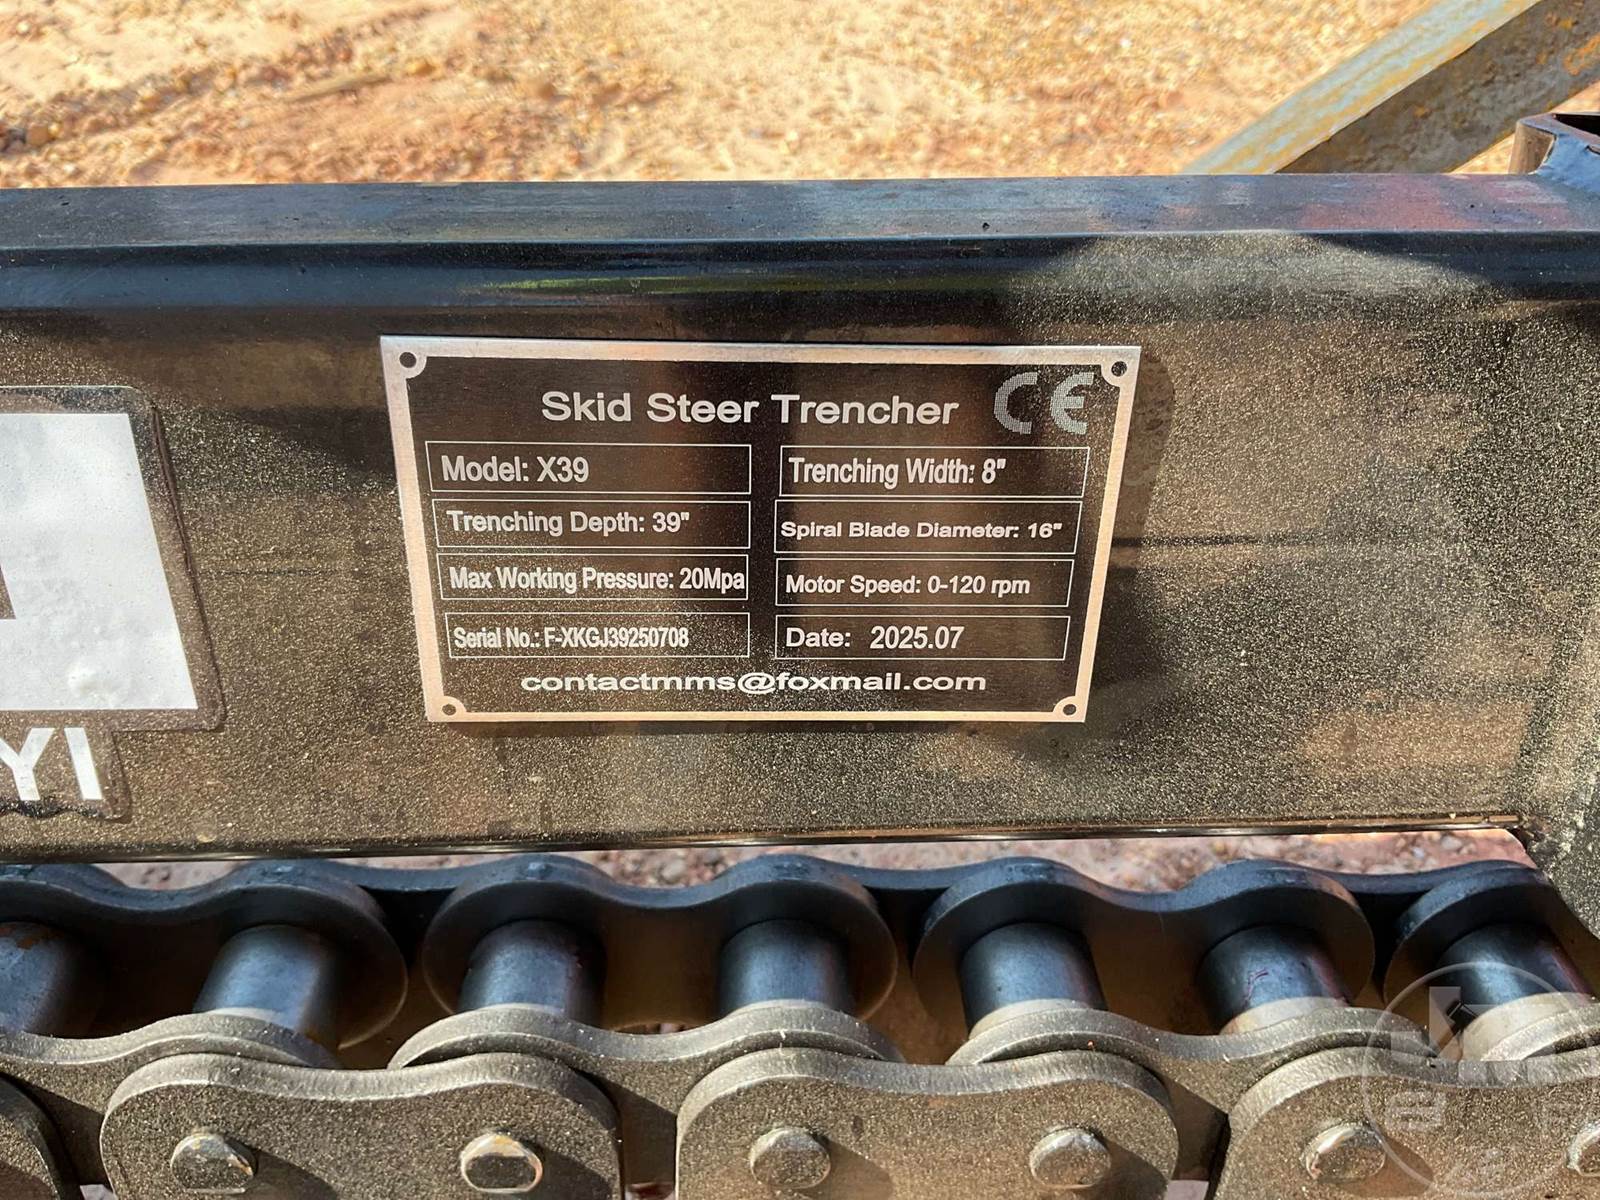 Skid Steer Trencher CE
Model: X39
Trenching Width: 8"
Trenching Depth: 39"
Spiral Blade Diameter: 16"
Max Working Pressure: 20Mpa
Motor Speed: 0-120 rpm
Serial No.: F-XKGJ39250708
Date: 2025.07
contactmms@foxmail.com
YI